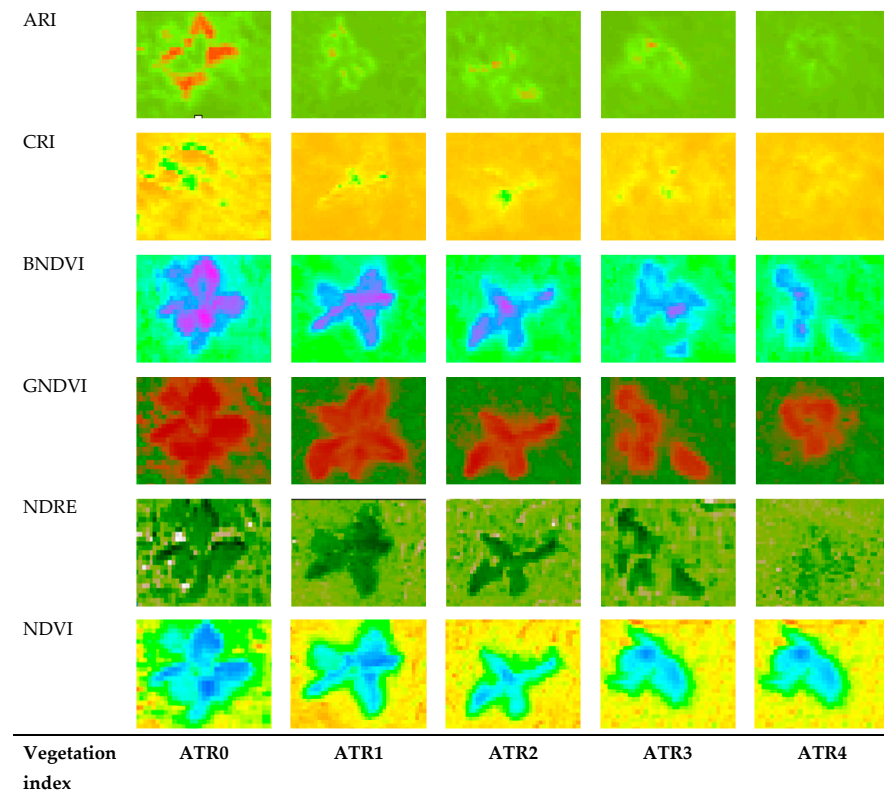 ARI
CRI
BNDVI
GNDVI
NDRE
NDVI
Vegetation index ATR0 ATR1 ATR2 ATR3 ATR4